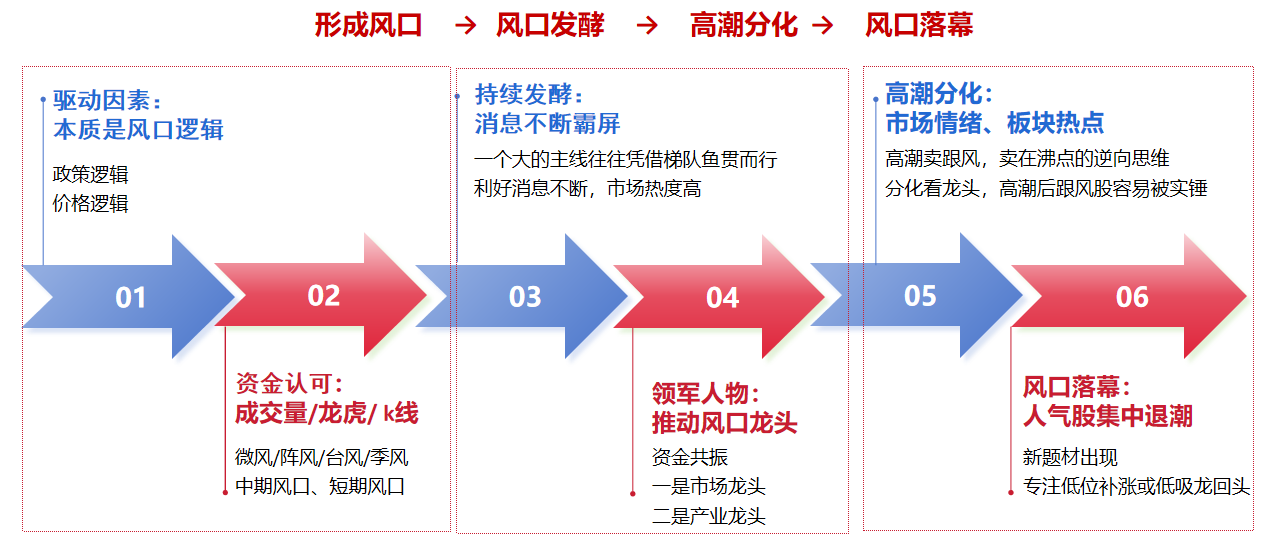 形成风口 → 风口发酵 → 高潮分化 → 风口落幕
驱动因素：
本质是风口逻辑
政策逻辑
价格逻辑
01
资金认可：
成交量/龙虎/ k线
微风/阵风/台风/季风
中期风口、短期风口
02
持续发酵：
消息不断霸屏
一个大的主线往往凭借梯队鱼贯而行
利好消息不断，市场热度高
03
领军人物：
推动风口龙头
资金共振
一是市场龙头
二是产业龙头
04
高潮分化：
市场情绪、板块热点
高潮卖跟风，卖在沸点的逆向思维
分化看龙头，高潮后跟风股容易被实锤
05
风口落幕：
人气股集中退潮
新题材出现
专注低位补涨或低吸龙回头
06